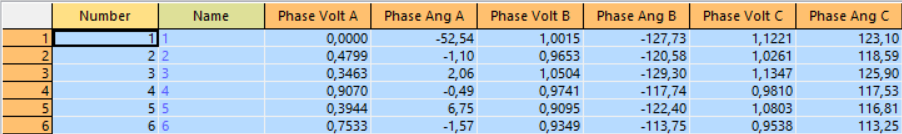 Number Name Phase Volt A Phase Ang A Phase Volt B Phase Ang B Phase Volt C Phase Ang C
1 1 1 0,0000 -52,54 1,0015 -127,73 1,1221 123,10
2 2 2 0,4799 -1,10 0,9653 -120,58 1,0261 118,59
3 3 3 0,3463 2,06 1,0504 -129,30 1,1347 125,90
4 4 4 0,9070 -0,49 0,9741 -117,74 0,9810 117,53
5 5 5 0,3944 6,75 0,9095 -122,40 1,0803 116,81
6 6 6 0,7533 -1,57 0,9349 -113,75 0,9538 113,25